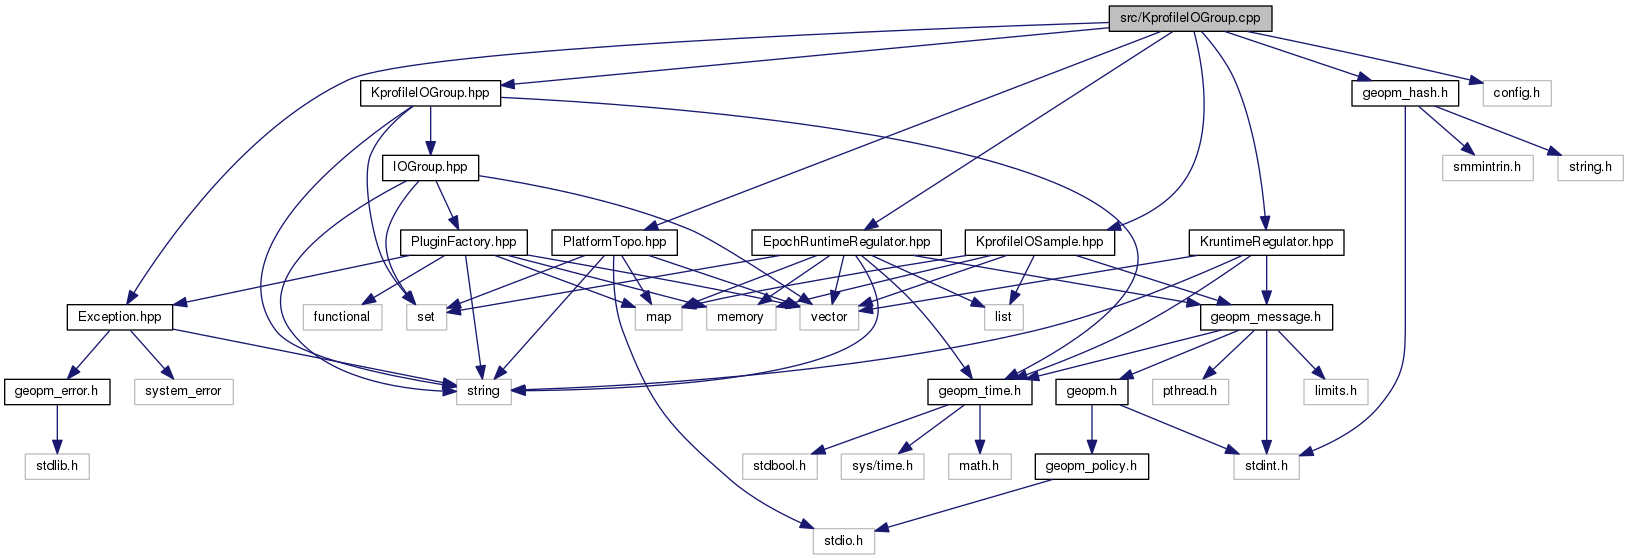 src/KprofileIOGroup.cpp
KprofileIOGroup.hpp
geopm_hash.h
config.h
IOGroup.hpp
smmintrin.h
string.h
PluginFactory.hpp
PlatformTopo.hpp
EpochRuntimeRegulator.hpp
KprofileIOSample.hpp
KruntimeRegulator.hpp
Exception.hpp
functional
set
map
memory
vector
list
geopm_message.h
geopm_error.h
system_error
string
geopm_time.h
geopm.h
pthread.h
limits.h
stdlib.h
stdbool.h
sys/time.h
math.h
geopm_policy.h
stdint.h
stdio.h